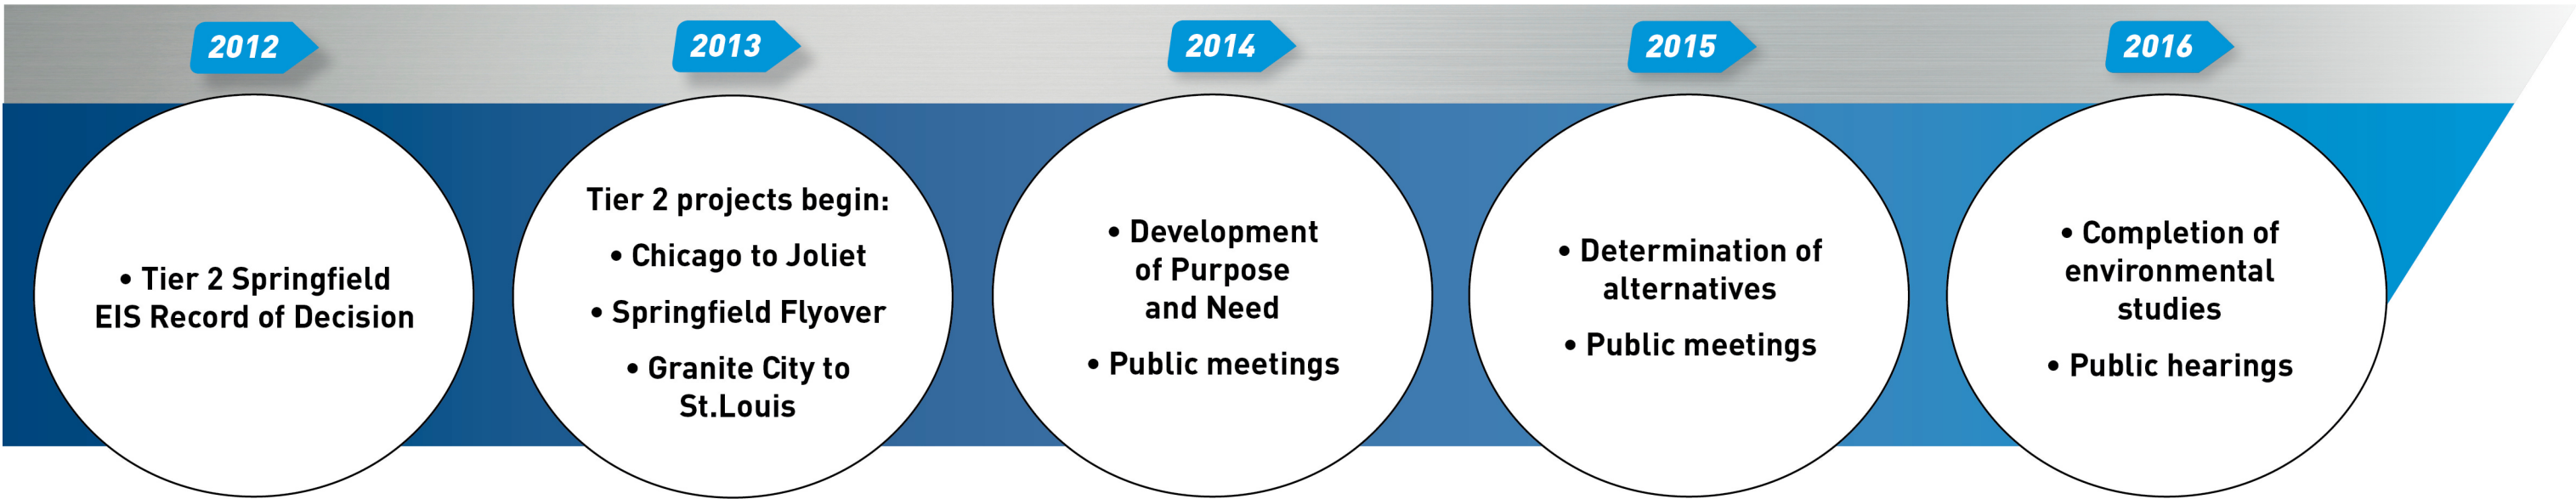 2012
2013
2014
2015
2016
• Tier 2 Springfield
EIS Record of Decision
Tier 2 projects begin:
• Chicago to Joliet
• Springfield Flyover
• Granite City to
St.Louis
• Development
of Purpose
and Need
• Public meetings
• Determination of
alternatives
• Public meetings
• Completion of
environmental
studies
• Public hearings